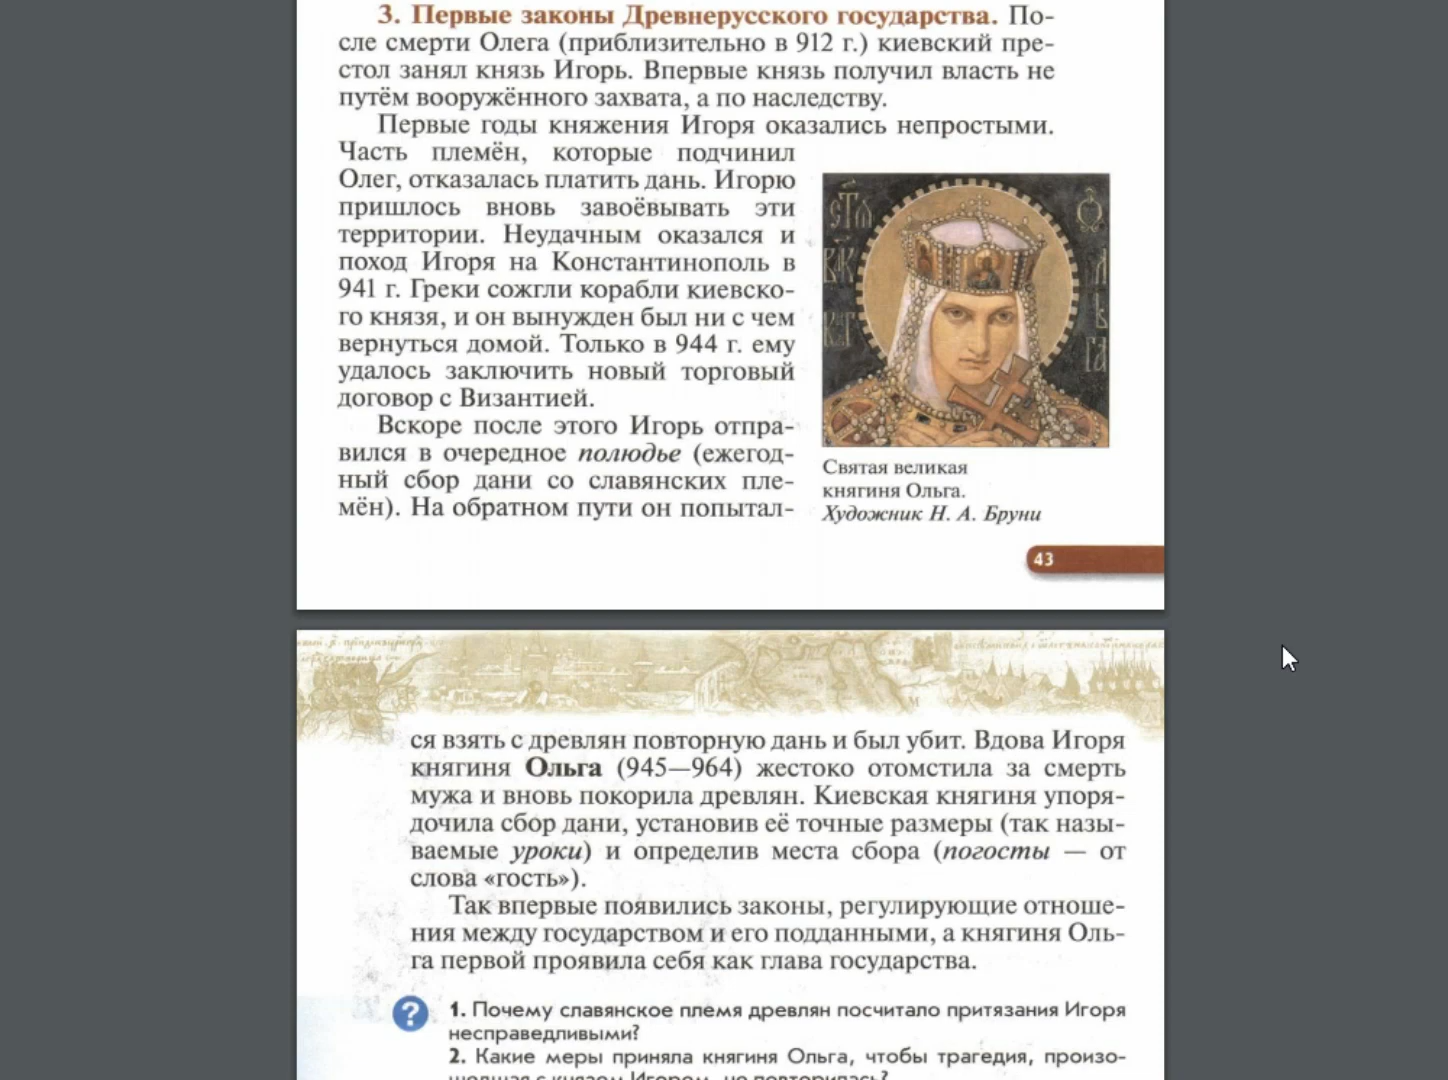 3. Первые законы Древнерусского государства. По-
сле смерти Олега (приблизительно в 912 г.) киевский пре-
стол занял князь Игорь. Впервые князь получил власть не
путём вооружённого захвата, а по наследству.
Первые годы княжения Игоря оказались непростыми.
Часть племён, которые подчинил
Олег, отказалась платить дань. Игорю
пришлось вновь завоёвывать эти
территории. Неудачным оказался и
поход Игоря на Константинополь в
941 г. Греки сожгли корабли киевско-
го князя, и он вынужден был ни с чем
вернуться домой. Только в 944 г. ему
удалось заключить новый торговый
договор с Византией.
Вскоре после этого Игорь отпра-
вился в очередное полюдье (ежегод-
ный сбор дани со славянских пле-
мён). На обратном пути он попытал-
Святая великая
княгиня Ольга.
Художник Н. А. Бруни
43
ся взять с древлян повторную дань и был убит. Вдова Игоря
княгиня Ольга (945—964) жестоко отомстила за смерть
мужа и вновь покорила древлян. Киевская княгиня упоря-
дочила сбор дани, установив её точные размеры (так назы-
ваемые уроки) и определив места сбора (погосты — от
слова «гость»).
Так впервые появились законы, регулирующие отноше-
ния между государством и его подданными, а княгиня Оль-
га первой проявила себя как глава государства.
?
1. Почему славянское племя древлян посчитало притязания Игоря
несправедливыми?
2. Какие меры приняла княгиня Ольга, чтобы трагедия, произо-
шедшая с князем Игорем, не повторилась?